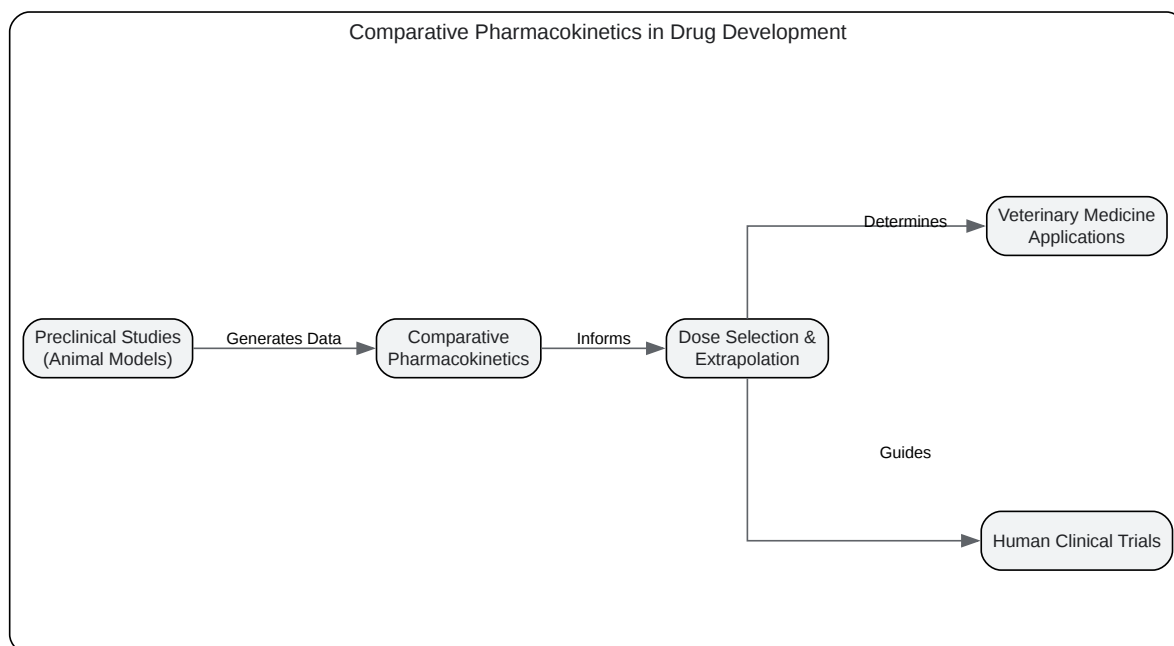 Comparative Pharmacokinetics in Drug Development
Determines
Veterinary Medicine
Applications
Preclinical Studies
(Animal Models)
Generates Data
Comparative
Pharmacokinetics
Informs
Dose Selection &
Extrapolation
Guides
Human Clinical Trials